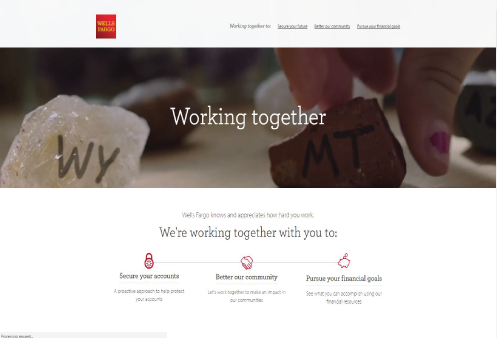 WELLS
FARGO
Working together to: Secure your future Better our community Pursue your financial goals
Working together
WY
MT
Wells Fargo knows and appreciates how hard you work.
We're working together with you to:
Secure your accounts Better our community Pursue your financial goals
A proactive approach to help protect
your accounts
Let's work together to make an impact in
our communities
See what you can accomplish using our
financial resources